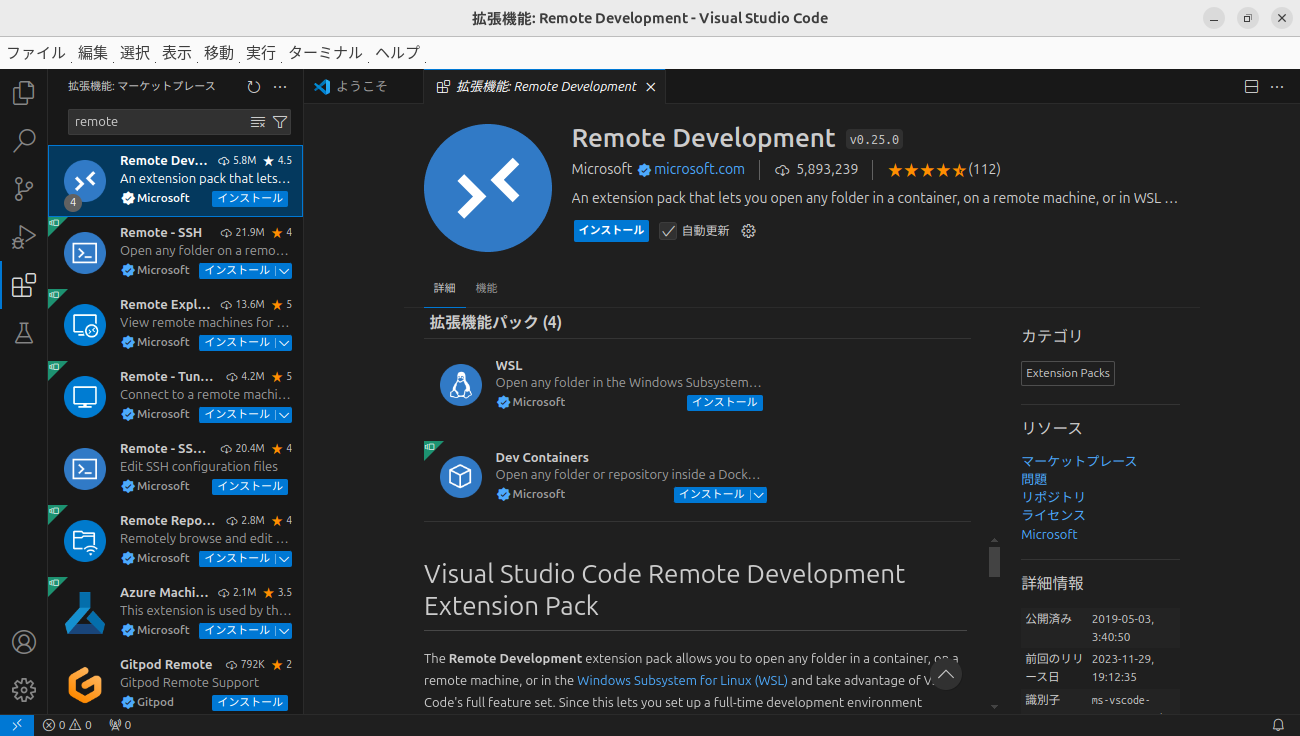 拡張機能: Remote Development - Visual Studio Code
ファイル 編集 選択 表示 移動 実行 ターミナル ヘルプ
拡張機能: マーケットプレース
remote
Remote Dev... 5.8M 4.5
An extension pack that lets...
Microsoft インストール
4
Remote - SSH 21.9M 4
Open any folder on a remo...
Microsoft インストール
Remote Expl... 13.6M 5
View remote machines for ...
Microsoft インストール
Remote - Tun... 4.2M 5
Connect to a remote machi...
Microsoft インストール
Remote - SS... 20.4M 4
Edit SSH configuration files
Microsoft インストール
Remote Repo... 2.8M 4
Remotely browse and edit ...
Microsoft インストール
Azure Machi... 2.1M 3.5
This extension is used by th...
Microsoft インストール
Gitpod Remote 792K 2
Gitpod Remote Support
Gitpod インストール
ようこそ 拡張機能: Remote Development
Remote Development v0.25.0
Microsoft microsoft.com 5,893,239 (112)
An extension pack that lets you open any folder in a container, on a remote machine, or in WSL ...
インストール 自動更新
詳細 機能
拡張機能パック (4)
WSL
Open any folder in the Windows Subsystem...
Microsoft インストール
Dev Containers
Open any folder or repository inside a Dock...
Microsoft インストール
Visual Studio Code Remote Development
Extension Pack
The Remote Development extension pack allows you to open any folder in a container, on a
remote machine, or in the Windows Subsystem for Linux (WSL) and take advantage of V
Code's full feature set. Since this lets you set up a full-time development environment
カテゴリ
Extension Packs
リソース
マーケットプレース
問題
リポジトリ
ライセンス
Microsoft
詳細情報
公開済み 2019-05-03,
3:40:50
前回のリリ 2023-11-29,
ース日 19:12:35
識別子 ms-vscode-
0 0 0